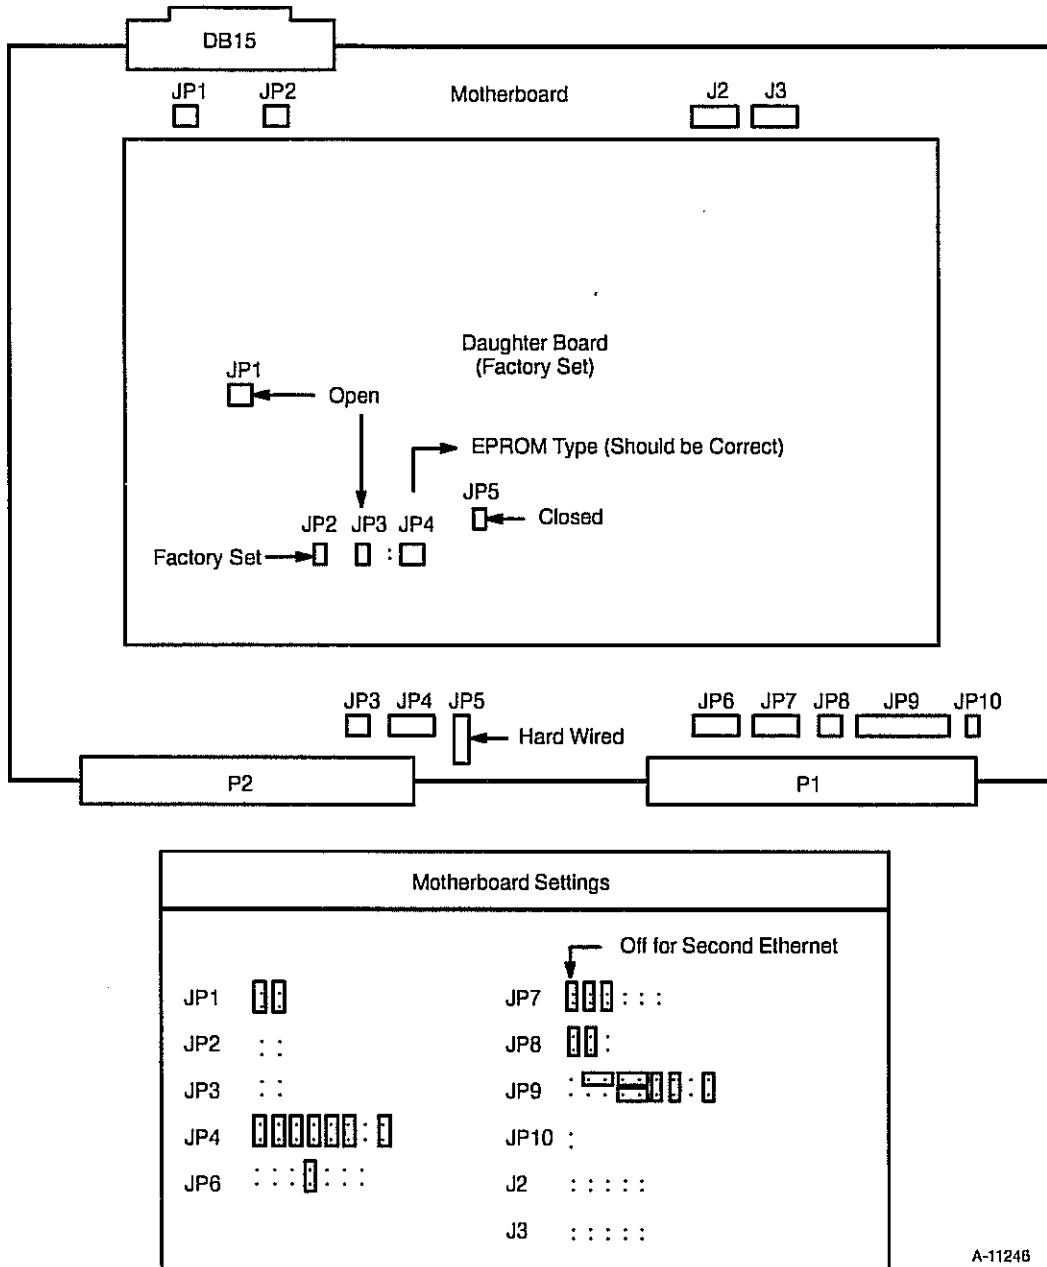 DB15
JP1 JP2 Motherboard J2 J3
Daughter Board
(Factory Set)
JP1
Open
EPROM Type (Should be Correct)
JP5
Closed
JP2 JP3 JP4
Factory Set
JP3 JP4 JP5 JP6 JP7 JP8 JP9 JP10
Hard Wired
P2 P1
Motherboard Settings
Off for Second Ethernet
JP1 JP7
JP2 JP8
JP3 JP9
JP4 JP10
JP6 J2
J3
A-11246